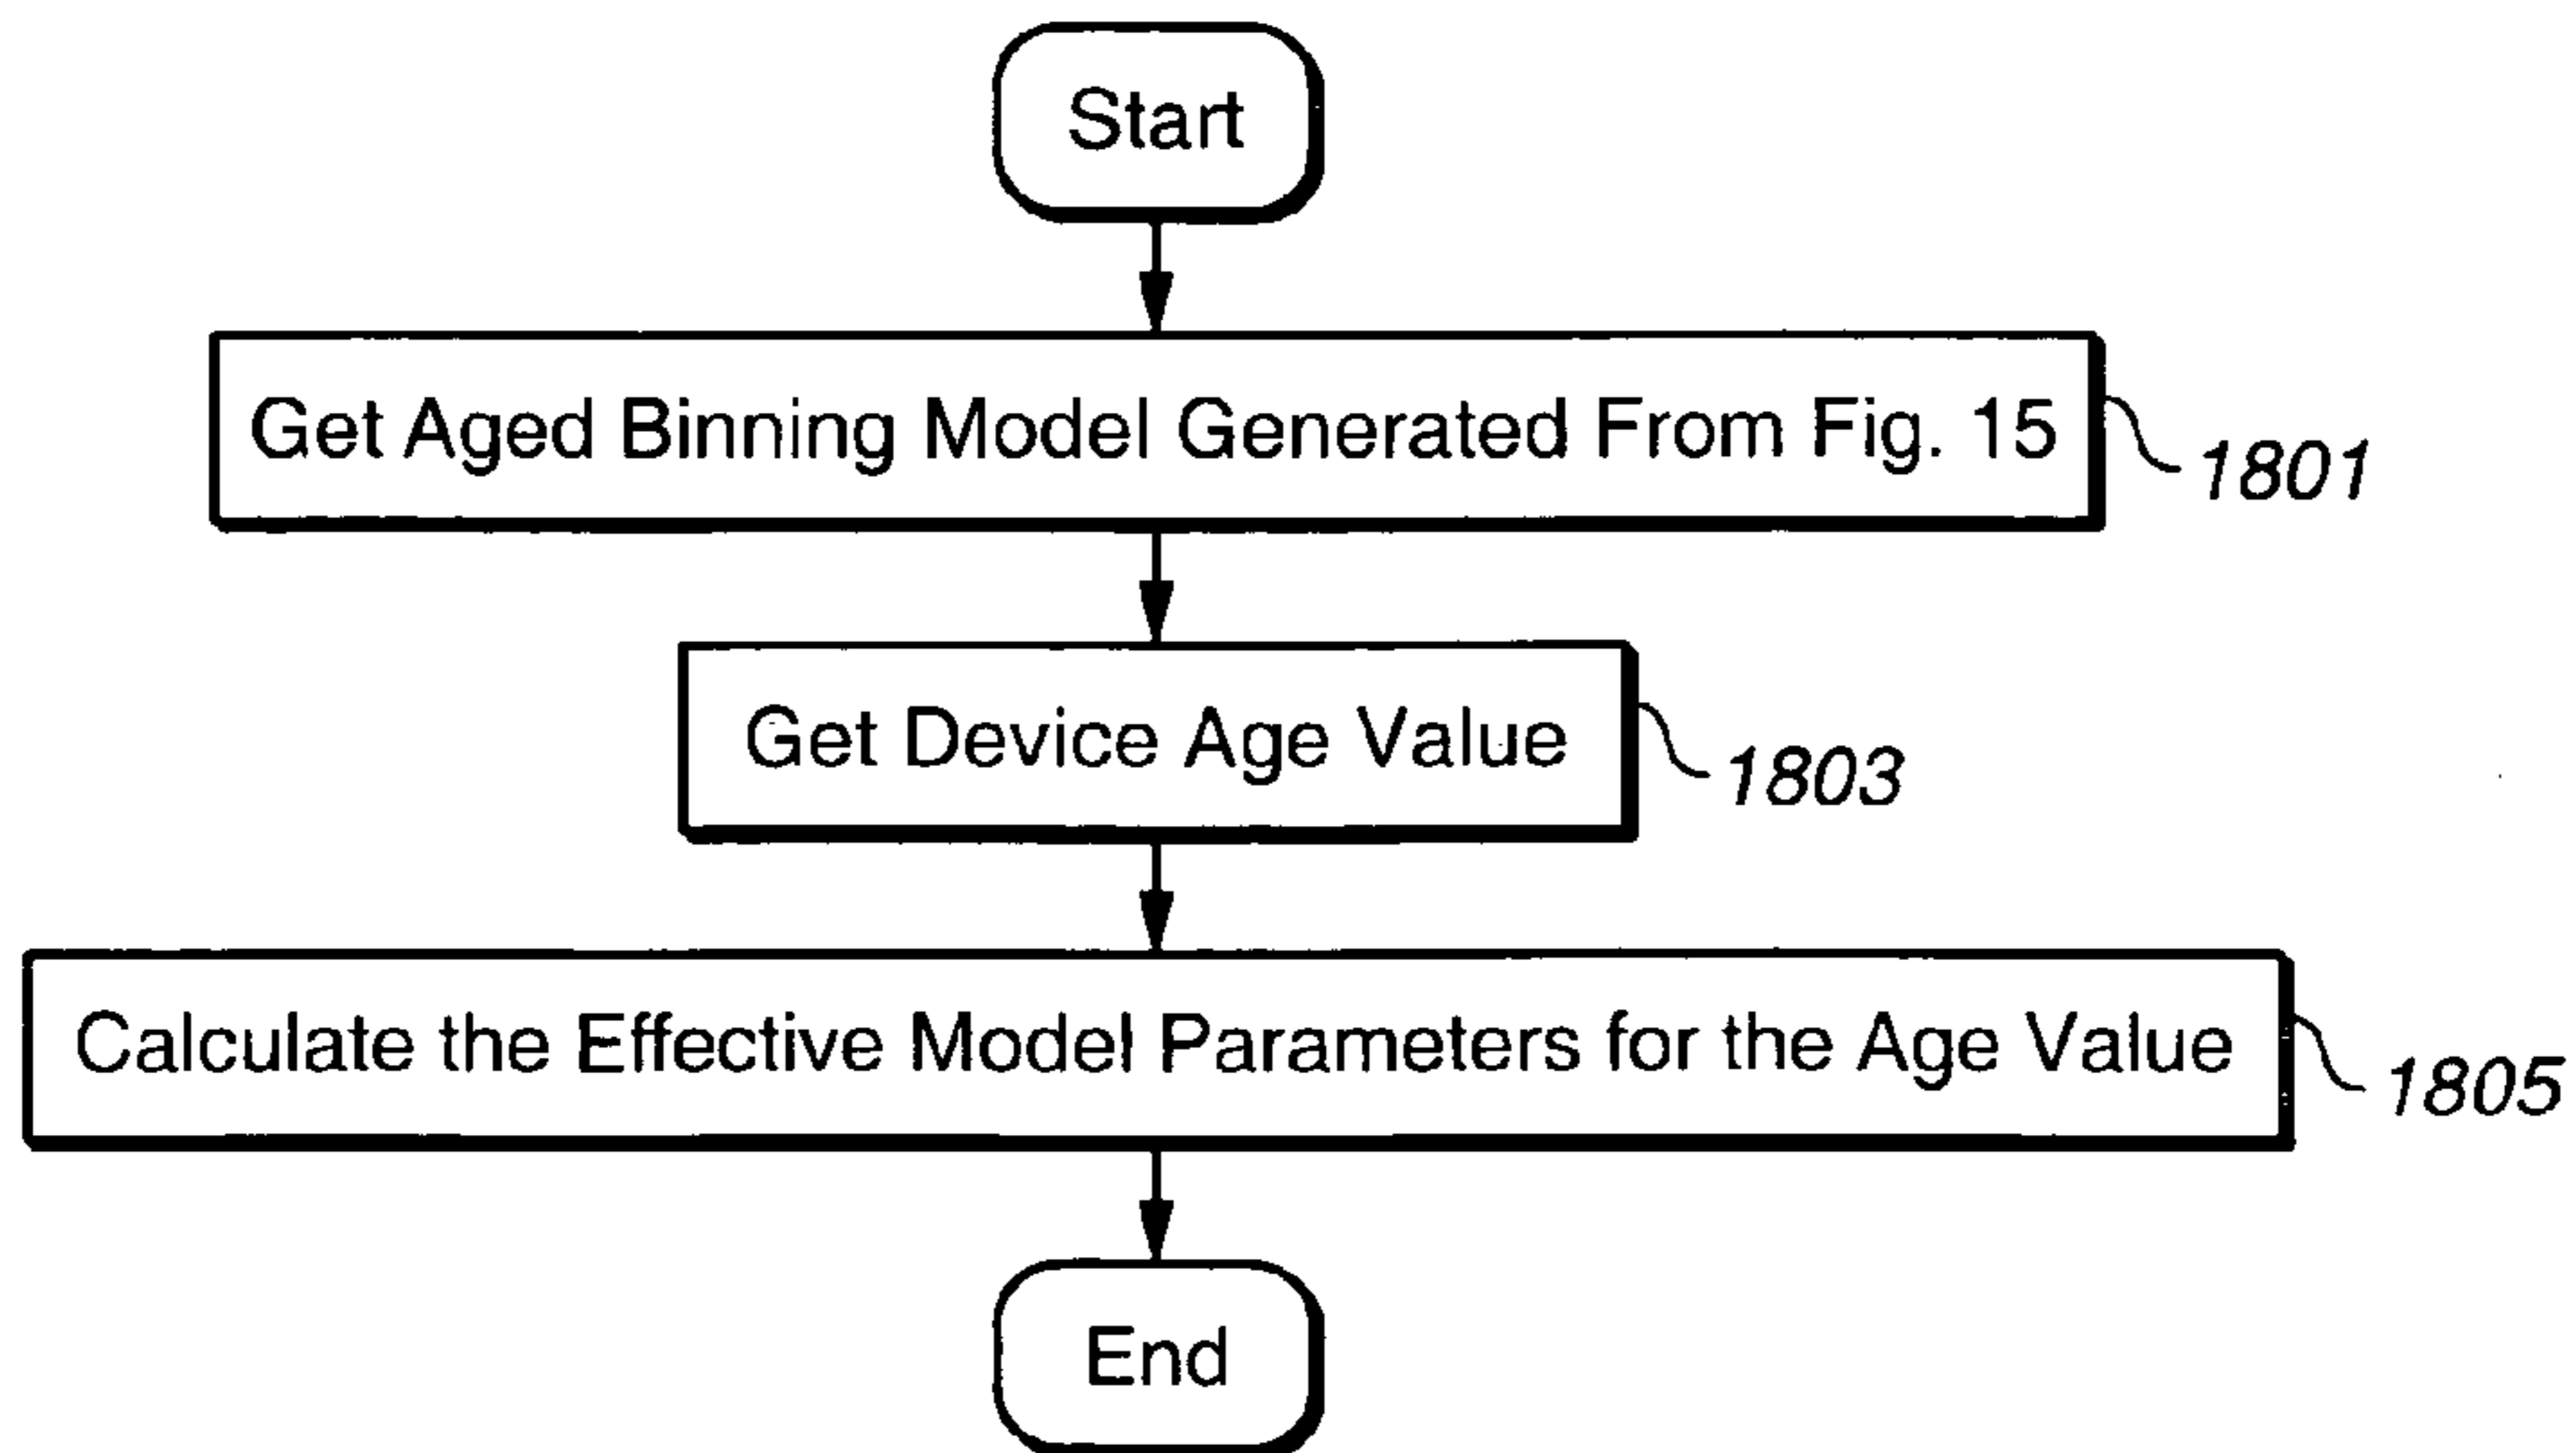 Start
Get Aged Binning Model Generated From Fig. 15
1801
Get Device Age Value
1803
Calculate the Effective Model Parameters for the Age Value
1805
End